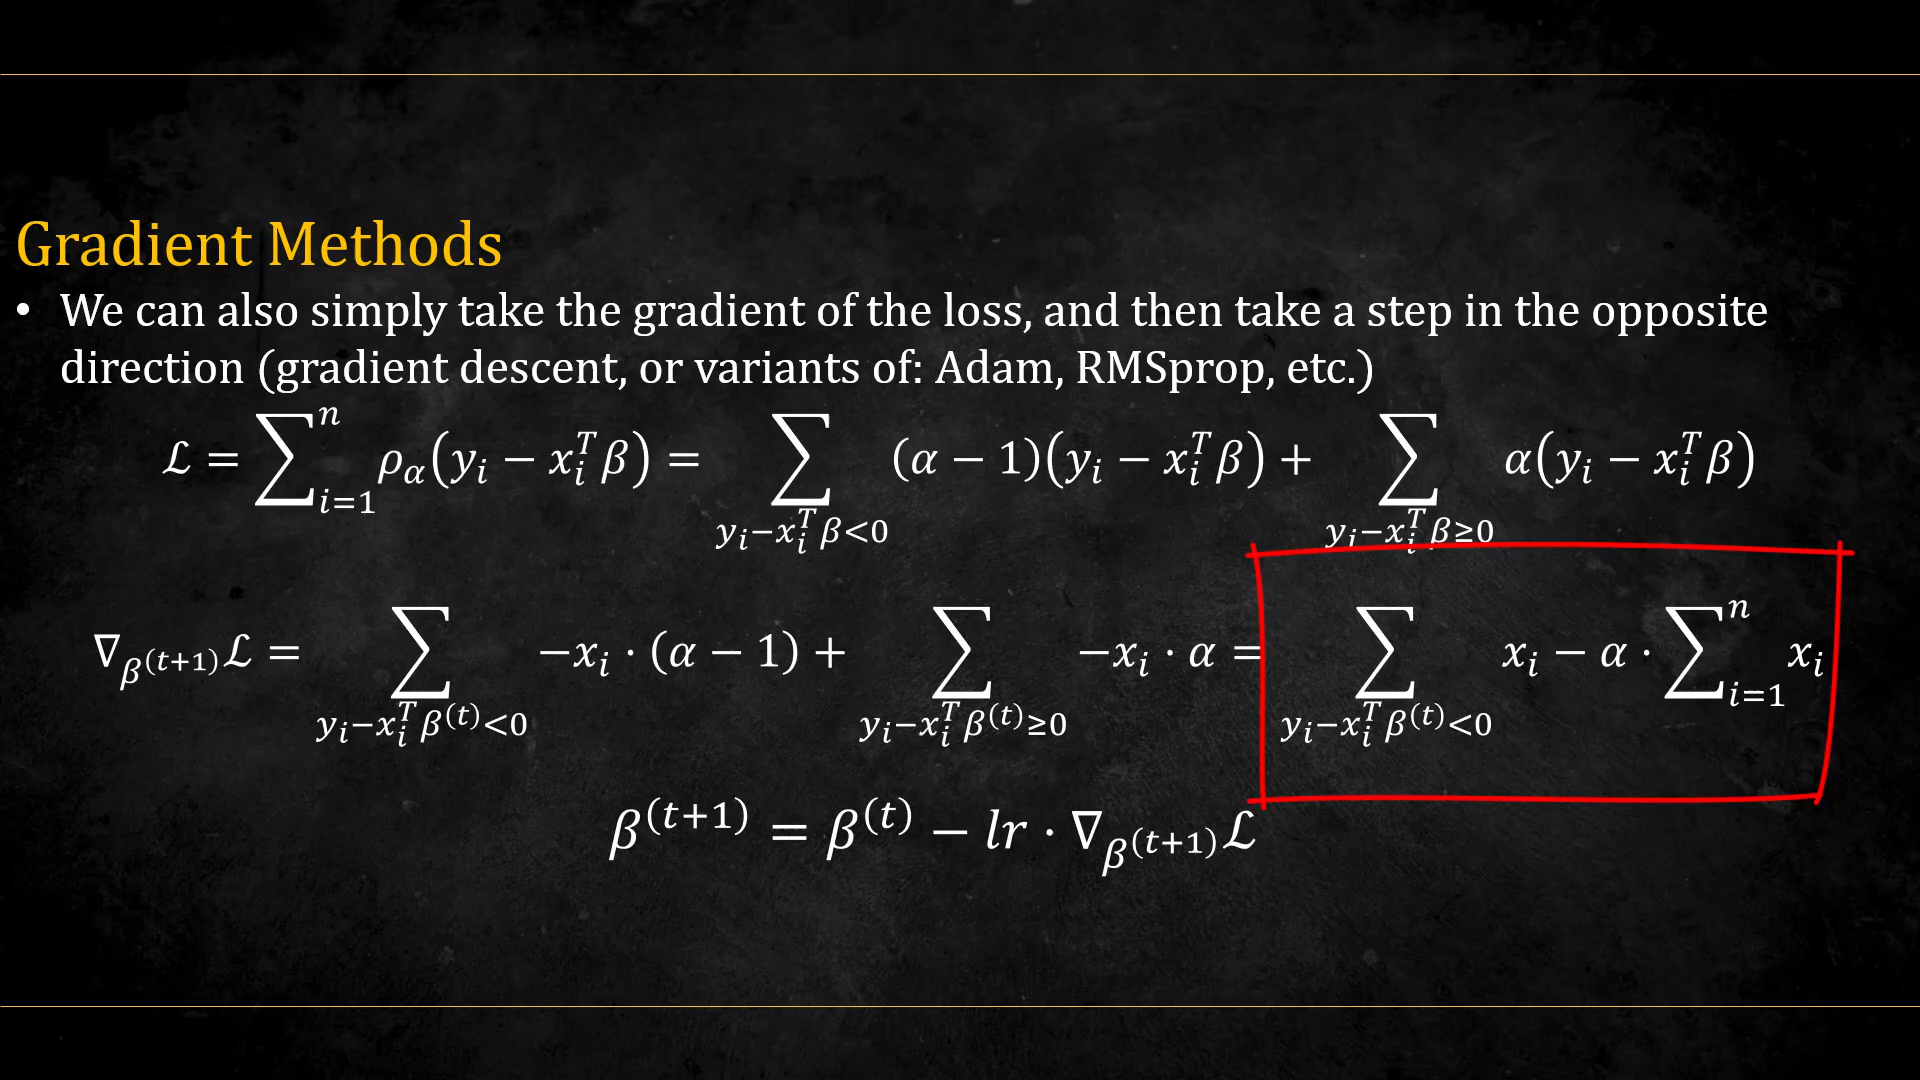 Gradient Methods
• We can also simply take the gradient of the loss, and then take a step in the opposite
direction (gradient descent, or variants of: Adam, RMSprop, etc.)
ℒ = ∑_{i=1}^{n} ρ_α(y_i − x_i^T β) = ∑_{y_i−x_i^T β<0} (α − 1)(y_i − x_i^T β) + ∑_{y_i−x_i^T β≥0} α(y_i − x_i^T β)
∇_{β^{(t+1)}} ℒ = ∑_{y_i−x_i^T β^{(t)}<0} −x_i · (α − 1) + ∑_{y_i−x_i^T β^{(t)}≥0} −x_i · α = ∑_{y_i−x_i^T β^{(t)}<0} x_i − α · ∑_{i=1}^{n} x_i
β^{(t+1)} = β^{(t)} − lr · ∇_{β^{(t+1)}} ℒ